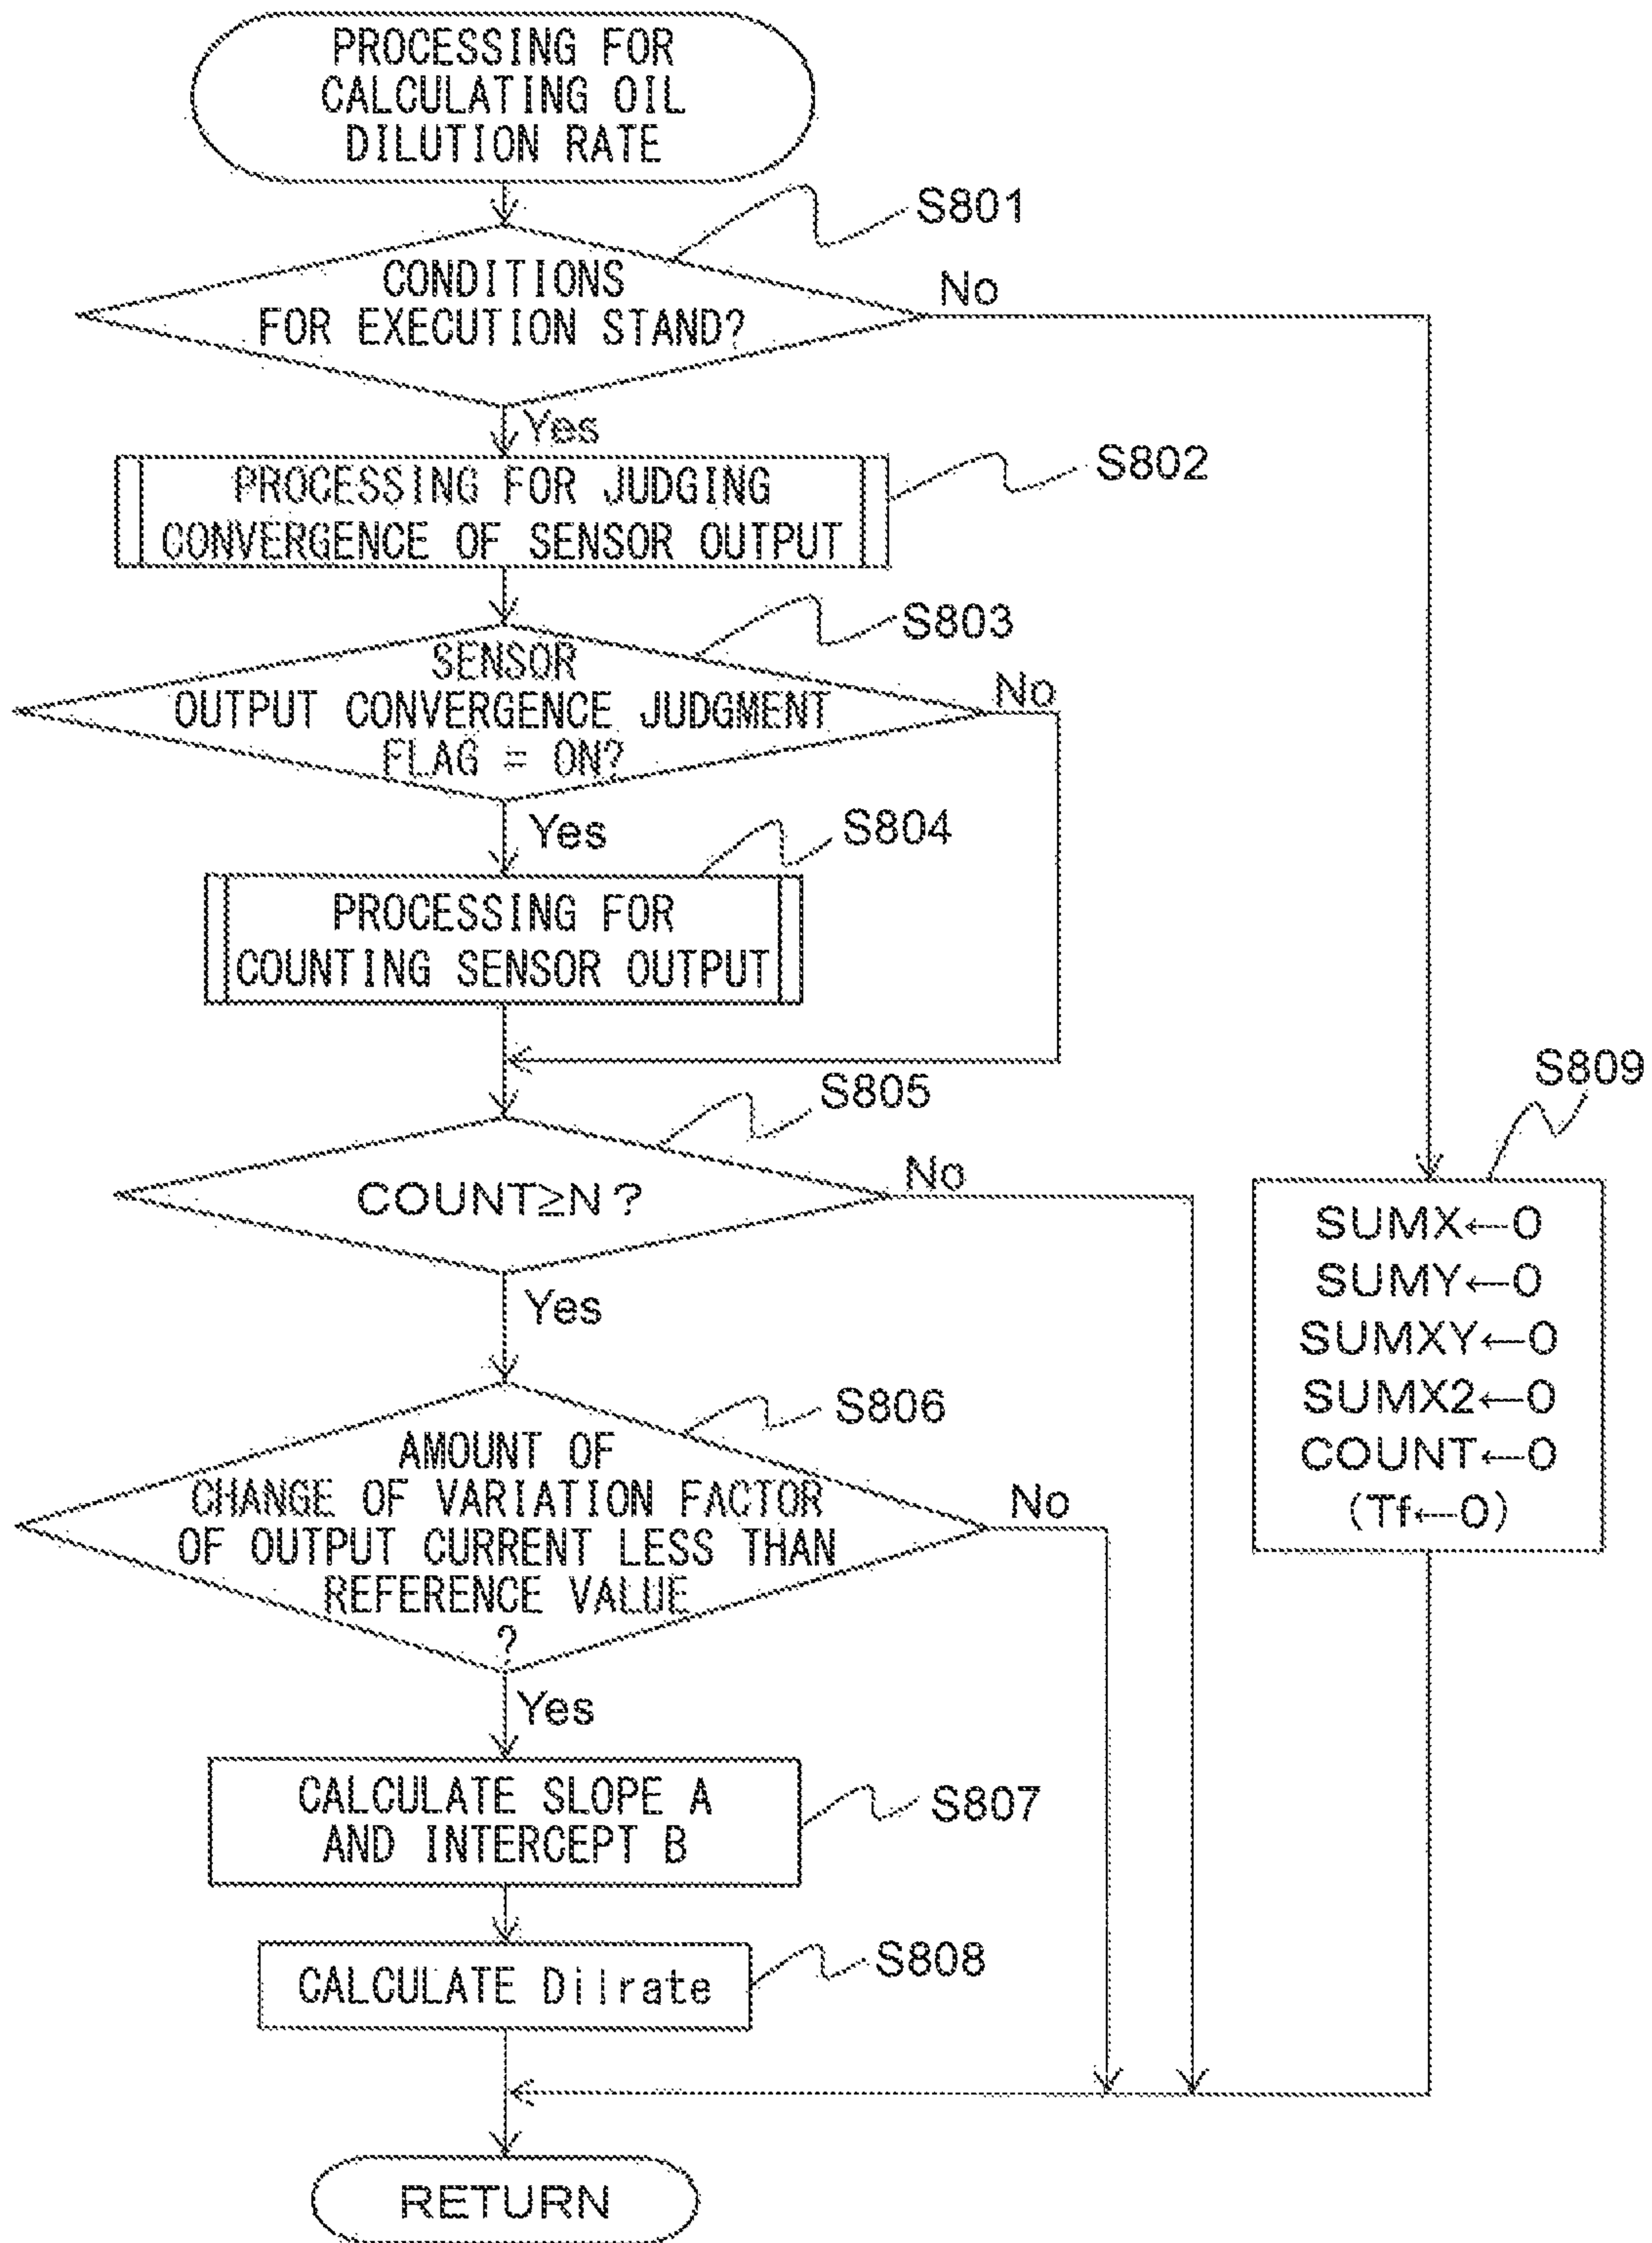 PROCESSING FOR
CALCULATING OIL
DILUTION RATE
S801
CONDITIONS
FOR EXECUTION STAND?
No
Yes
S802
PROCESSING FOR JUDGING
CONVERGENCE OF SENSOR OUTPUT
S803
SENSOR
OUTPUT CONVERGENCE JUDGMENT
FLAG = ON?
No
Yes
S804
PROCESSING FOR
COUNTING SENSOR OUTPUT
S805
COUNT≥N?
No
Yes
S809
SUMX←0
SUMY←0
SUMXY←0
SUMX2←0
COUNT←0
(Tf←0)
S806
AMOUNT OF
CHANGE OF VARIATION FACTOR
OF OUTPUT CURRENT LESS THAN
REFERENCE VALUE
?
No
Yes
S807
CALCULATE SLOPE A
AND INTERCEPT B
S808
CALCULATE Dilrate
RETURN